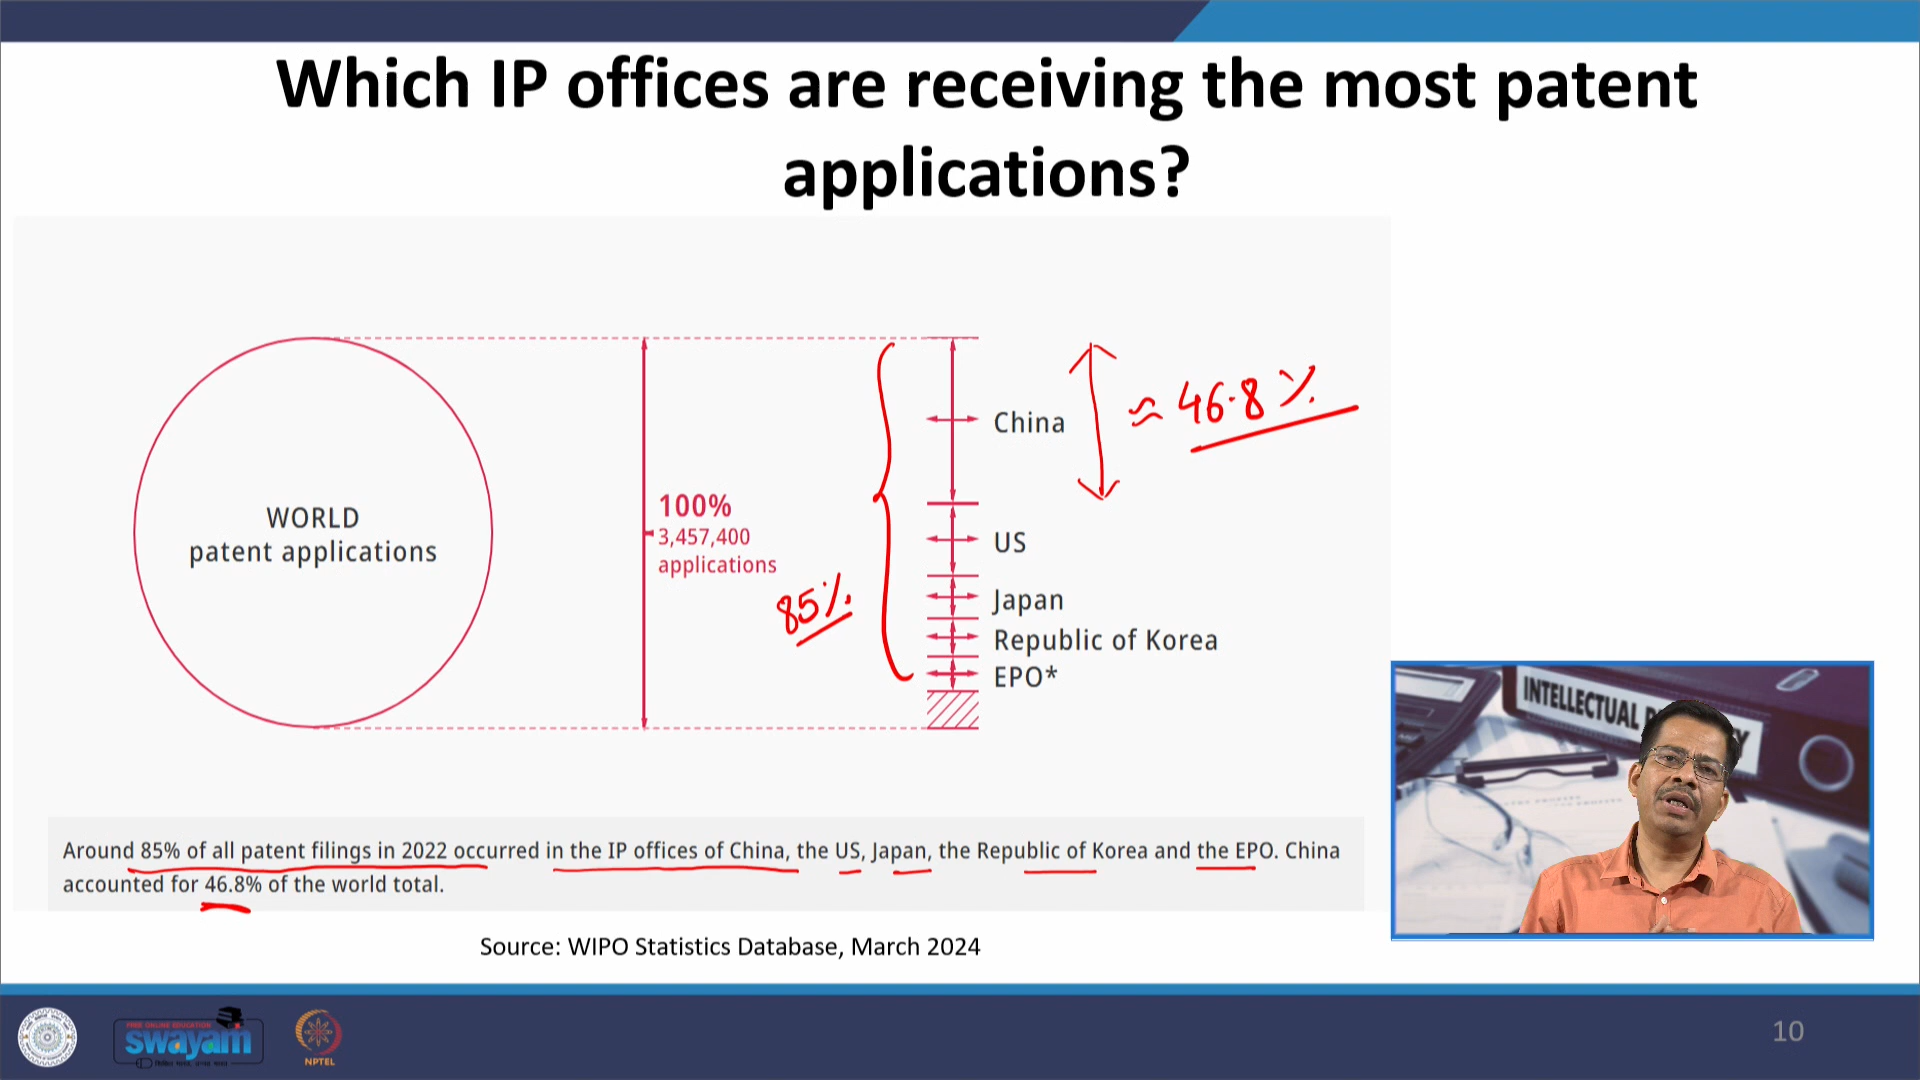 Which IP offices are receiving the most patent
applications?
WORLD
patent applications
100%
3,457,400
applications
85%
China
≈ 46.8%
US
Japan
Republic of Korea
EPO*
Around 85% of all patent filings in 2022 occurred in the IP offices of China, the US, Japan, the Republic of Korea and the EPO. China
accounted for 46.8% of the world total.
Source: WIPO Statistics Database, March 2024
INTELLECTUAL
FREE ONLINE EDUCATION
swayam
NPTEL
10